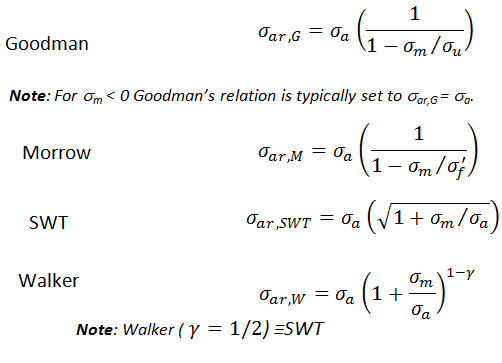 Goodman σ_{ar,G} = σ_a (1 / (1 − σ_m/σ_u))
Note: For σ_m < 0 Goodman's relation is typically set to σ_{ar,G} = σ_a.
Morrow σ_{ar,M} = σ_a (1 / (1 − σ_m/σ′_f))
SWT σ_{ar,SWT} = σ_a (√(1 + σ_m/σ_a))
Walker σ_{ar,W} = σ_a (1 + σ_m/σ_a)^{1−γ}
Note: Walker ( γ = 1/2) ≡SWT